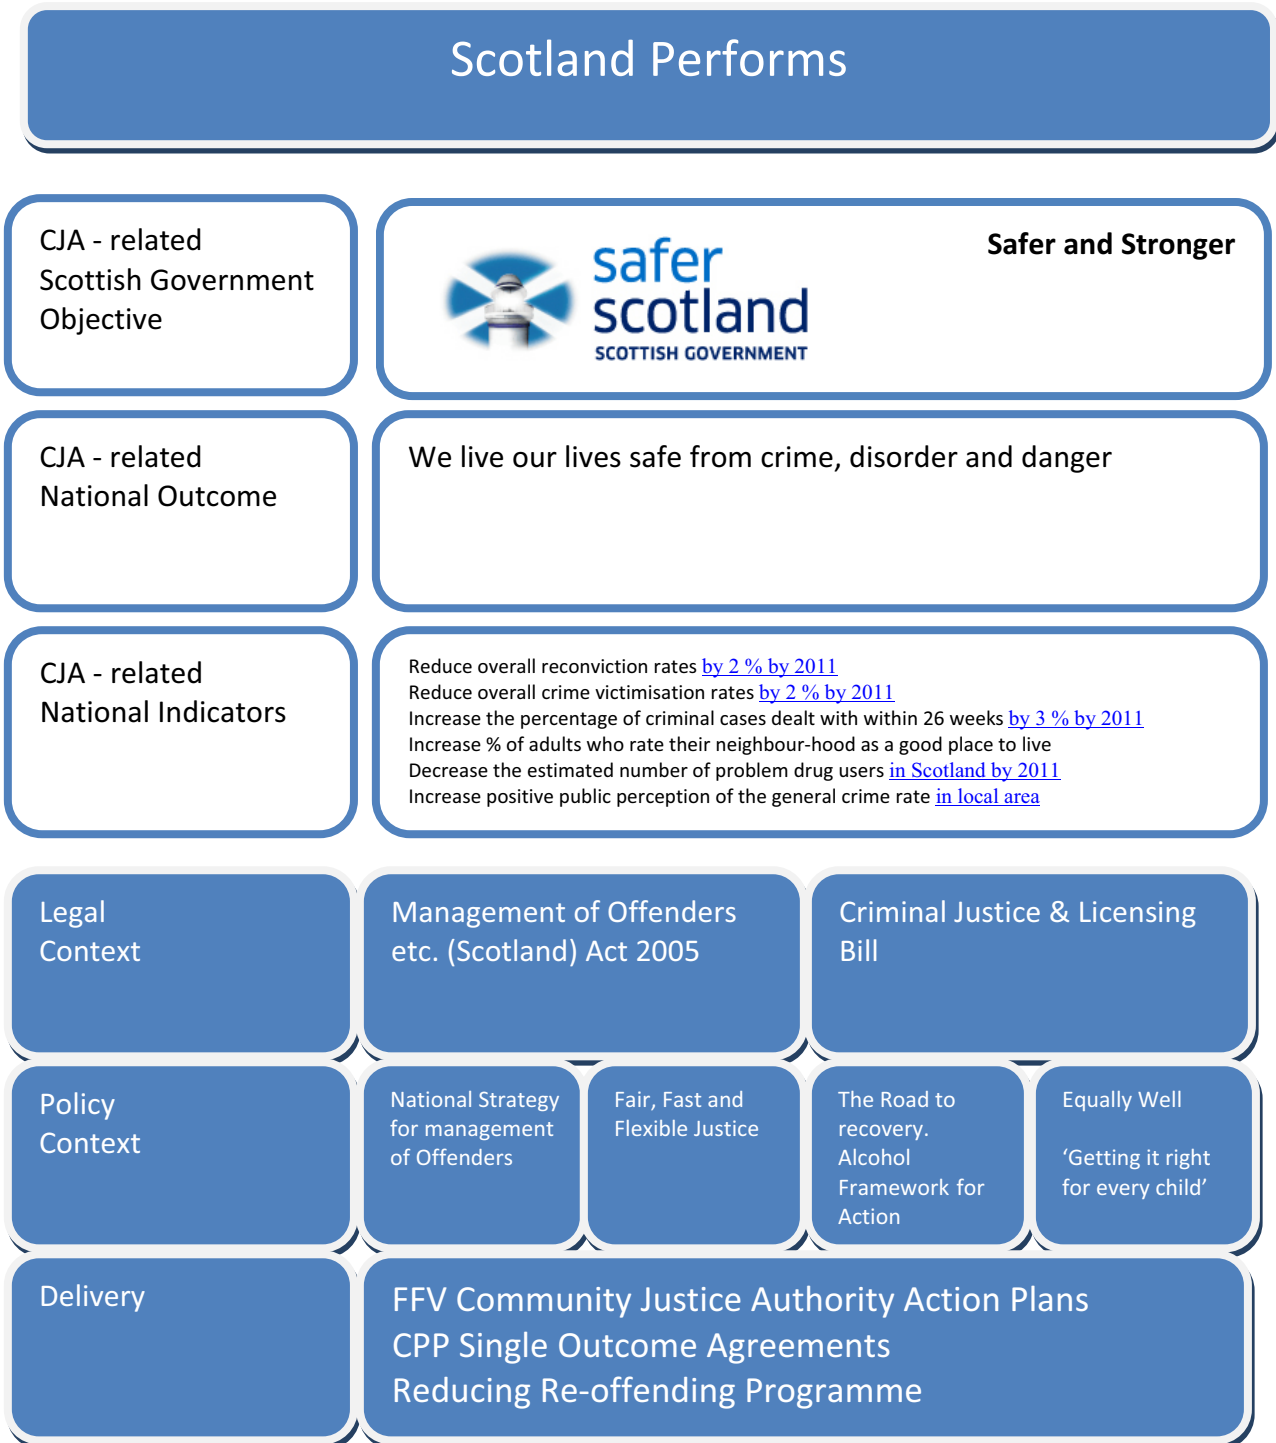 Scotland Performs
CJA - related
Scottish Government
Objective
safer
scotland
SCOTTISH GOVERNMENT
Safer and Stronger
CJA - related
National Outcome
We live our lives safe from crime, disorder and danger
CJA - related
National Indicators
Reduce overall reconviction rates by 2 % by 2011
Reduce overall crime victimisation rates by 2 % by 2011
Increase the percentage of criminal cases dealt with within 26 weeks by 3 % by 2011
Increase % of adults who rate their neighbour-hood as a good place to live
Decrease the estimated number of problem drug users in Scotland by 2011
Increase positive public perception of the general crime rate in local area
Legal
Context
Management of Offenders
etc. (Scotland) Act 2005
Criminal Justice & Licensing
Bill
Policy
Context
National Strategy
for management
of Offenders
Fair, Fast and
Flexible Justice
The Road to
recovery.
Alcohol
Framework for
Action
Equally Well
‘Getting it right
for every child’
Delivery
FFV Community Justice Authority Action Plans
CPP Single Outcome Agreements
Reducing Re-offending Programme